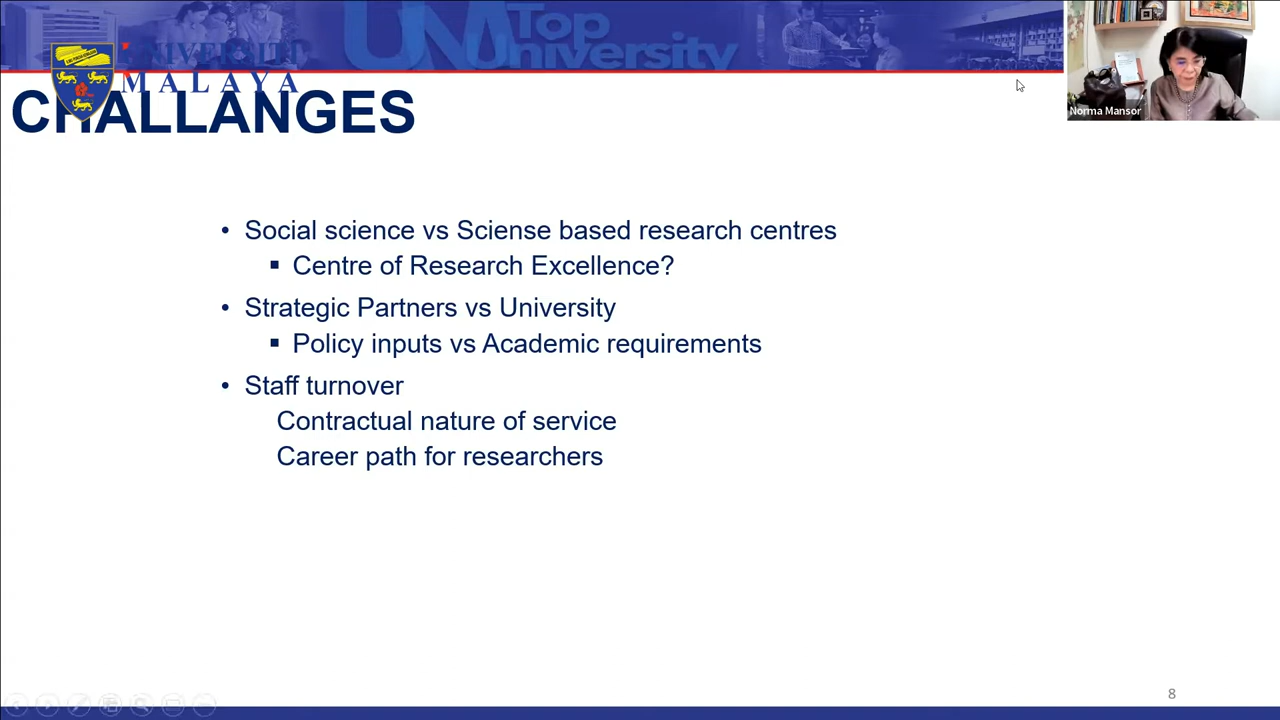 Top
UM University
UNIVERSITI
MALAYA
Norma Mansor
CHALLANGES
• Social science vs Sciense based research centres
▪ Centre of Research Excellence?
• Strategic Partners vs University
▪ Policy inputs vs Academic requirements
• Staff turnover
Contractual nature of service
Career path for researchers
8